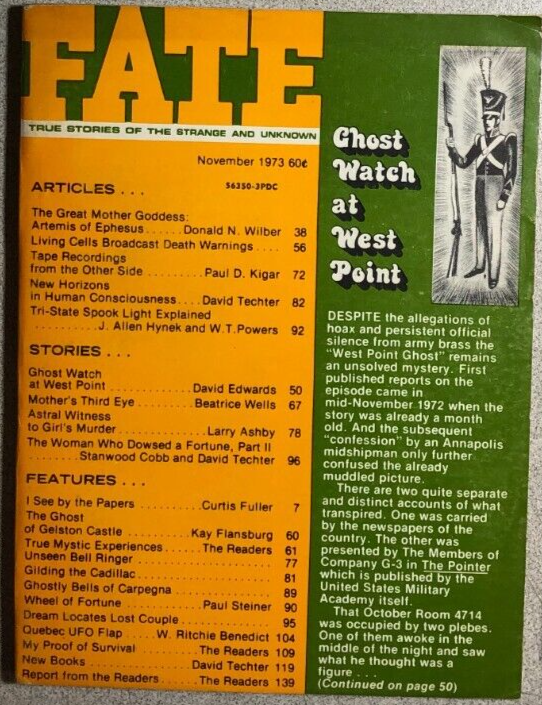 FATE
TRUE STORIES OF THE STRANGE AND UNKNOWN
November 1973 60¢
56350-3PDC
ARTICLES . . .
The Great Mother Goddess:
Artemis of Ephesus . . . . . . Donald N. Wilber 38
Living Cells Broadcast Death Warnings. . . . 56
Tape Recordings
from the Other Side . . . . . . . . . Paul D. Kigar 72
New Horizons
in Human Consciousness. . . . David Techter 82
Tri-State Spook Light Explained
. . . . . . . . . . J. Allen Hynek and W.T.Powers 92
STORIES . . .
Ghost Watch
at West Point . . . . . . . . . . . David Edwards 50
Mother's Third Eye . . . . . . . . Beatrice Wells 67
Astral Witness
to Girl's Murder . . . . . . . . . . . . Larry Ashby 78
The Woman Who Dowsed a Fortune, Part II
. . . . . . . . Stanwood Cobb and David Techter 96
FEATURES . . .
I See by the Papers . . . . . . . . . .Curtis Fuller 7
The Ghost
of Gelston Castle . . . . . . . . . Kay Flansburg 60
True Mystic Experiences . . . . . The Readers 61
Unseen Bell Ringer . . . . . . . . . . . . . . . . . . 77
Gilding the Cadillac . . . . . . . . . . . . . . . . . . 81
Ghostly Bells of Carpegna . . . . . . . . . . . . . 89
Wheel of Fortune . . . . . . . . . . . Paul Steiner 90
Dream Locates Lost Couple . . . . . . . . . . . . 95
Quebec UFO Flap . . . . . W. Ritchie Benedict 104
My Proof of Survival . . . . . . . . The Readers 109
New Books . . . . . . . . . . . . . . David Techter 119
Report from the Readers . . . . . The Readers 139
Ghost
Watch
at
West
Point
DESPITE the allegations of
hoax and persistent official
silence from army brass the
"West Point Ghost" remains
an unsolved mystery. First
published reports on the
episode came in
mid-November 1972 when the
story was already a month
old. And the subsequent
"confession" by an Annapolis
midshipman only further
confused the already
muddled picture.
There are two quite separate
and distinct accounts of what
transpired. One was carried
by the newspapers of the
country. The other was
presented by The Members of
Company G-3 in The Pointer
which is published by the
United States Military
Academy itself.
That October Room 4714
was occupied by two plebes.
One of them awoke in the
middle of the night and saw
what he thought was a
figure . . .
(Continued on page 50)